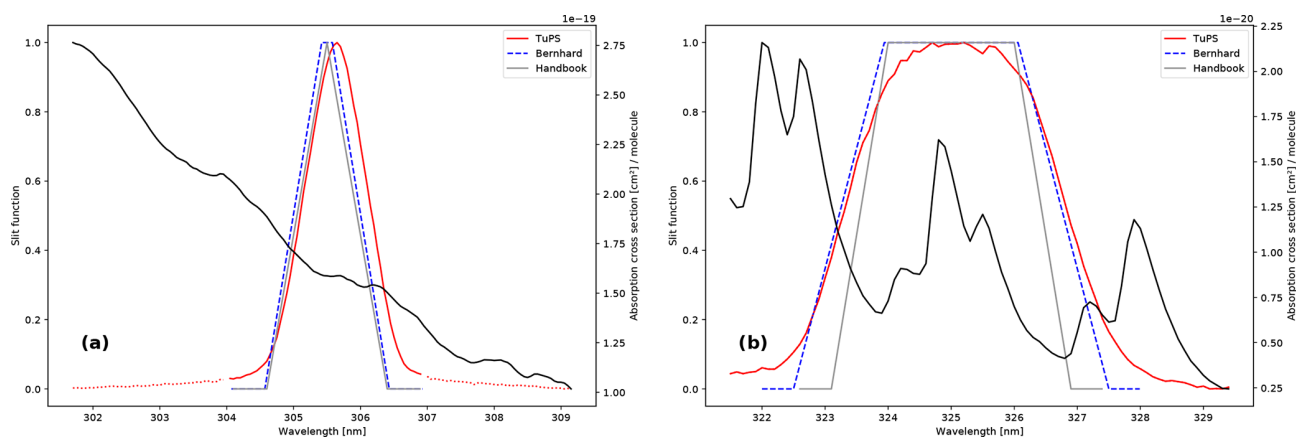 1e−19
1.0
0.8
0.6
0.4
0.2
0.0
Slit function
(a)
TuPS
Bernhard
Handbook
2.75
2.50
2.25
2.00
1.75
1.50
1.25
1.00
Absorption cross section [cm²] / molecule
302
303
304
305
306
307
308
309
Wavelength [nm]
1e−20
1.0
0.8
0.6
0.4
0.2
0.0
Slit function
(b)
TuPS
Bernhard
Handbook
2.25
2.00
1.75
1.50
1.25
1.00
0.75
0.50
0.25
Absorption cross section [cm²] / molecule
322
323
324
325
326
327
328
329
Wavelength [nm]